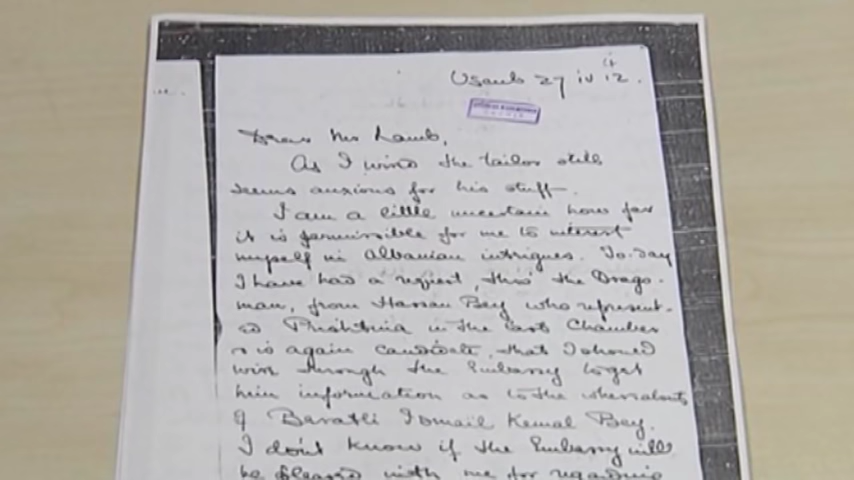 Uscub 27 iv 12.
Dear Mr Lamb,
As I wired the tailor still
seems anxious for his stuff.
I am a little uncertain how far
it is permissible for me to interest
myself in Albanian intrigues. To-day
I have had a request, thro' the Drago-
man, from Hassan Bey who represent-
ed Prishtina in the last Chamber
& is again candidate, that I should
wire through the Embassy to get
him information as to the whereabouts
of Beratli Ismail Kemal Bey.
I don't know if the Embassy will
be pleased with me for regarding